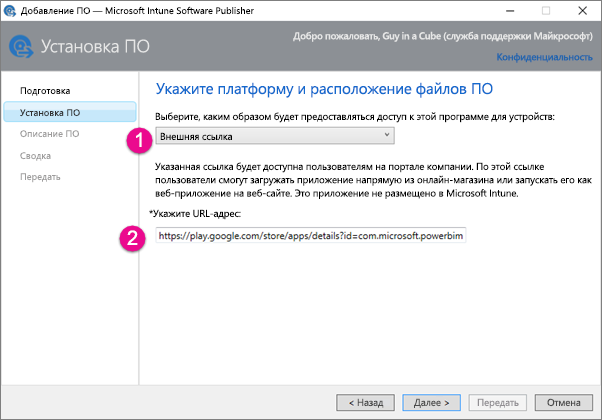 Добавление ПО — Microsoft Intune Software Publisher
Установка ПО
Добро пожаловать, Guy in a Cube (служба поддержки Майкрософт)
Конфиденциальность
Подготовка
Установка ПО
Описание ПО
Сводка
Передать
Укажите платформу и расположение файлов ПО
Выберите, каким образом будет предоставляться доступ к этой программе для устройств:
1
Внешняя ссылка
Указанная ссылка будет доступна пользователям на портале компании. По этой ссылке
пользователи смогут загружать приложение напрямую из онлайн-магазина или запускать его как
веб-приложение на веб-сайте. Это приложение не размещено в Microsoft Intune.
*Укажите URL-адрес:
2
https://play.google.com/store/apps/details?id=com.microsoft.powerbim
< Назад
Далее >
Передать
Отмена